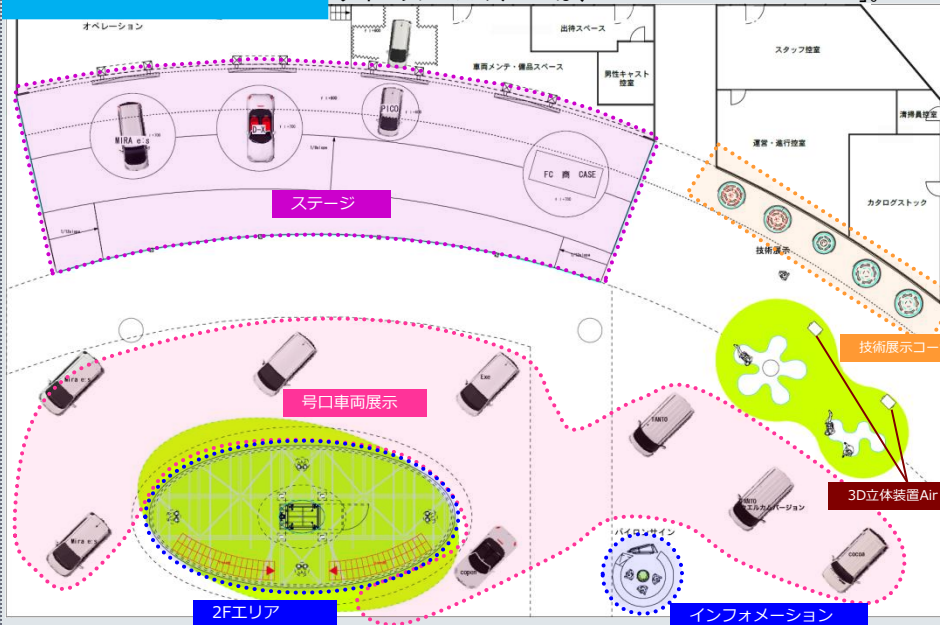 オペレーション
出待スペース
スタッフ控室
車両メンテ・備品スペース
男性キャスト
控室
清掃員控室
運営・進行控室
カタログストック
MIRA e:s
D-X
PICO
FC 商 CASE
ステージ
技術展示
技術展示コー
Mira e:s
Exe
号口車両展示
TANTO
3D立体装置Air
TANTO
ウエルカムバージョン
Mira e:s
copen
パイロンサイン
cocoa
2Fエリア
インフォメーション